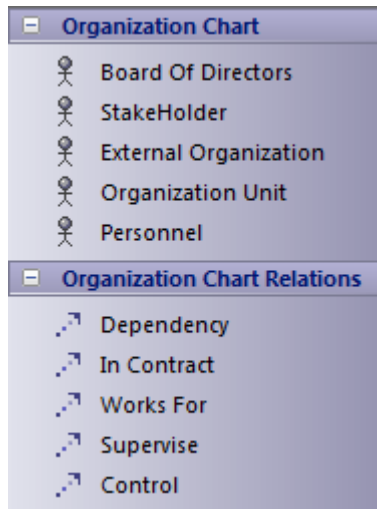 Organization Chart
Board Of Directors
StakeHolder
External Organization
Organization Unit
Personnel
Organization Chart Relations
Dependency
In Contract
Works For
Supervise
Control